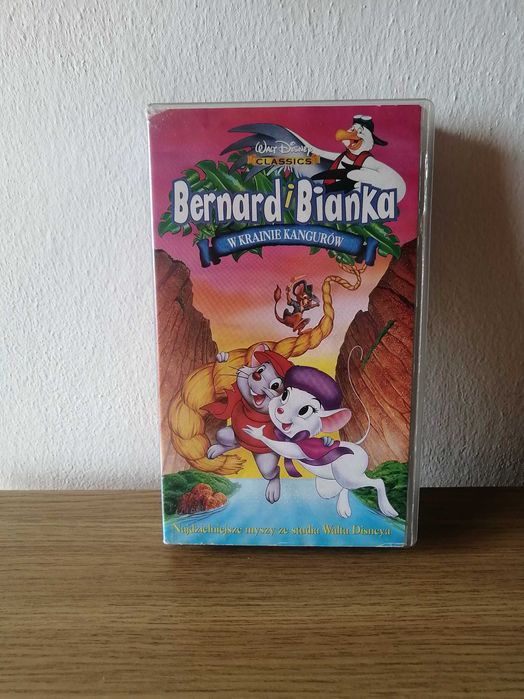 WALT DISNEY
CLASSICS
Bernard i Bianka
W KRAINIE KANGURÓW
Najdzielniejsze myszy ze studia Walta Disneya